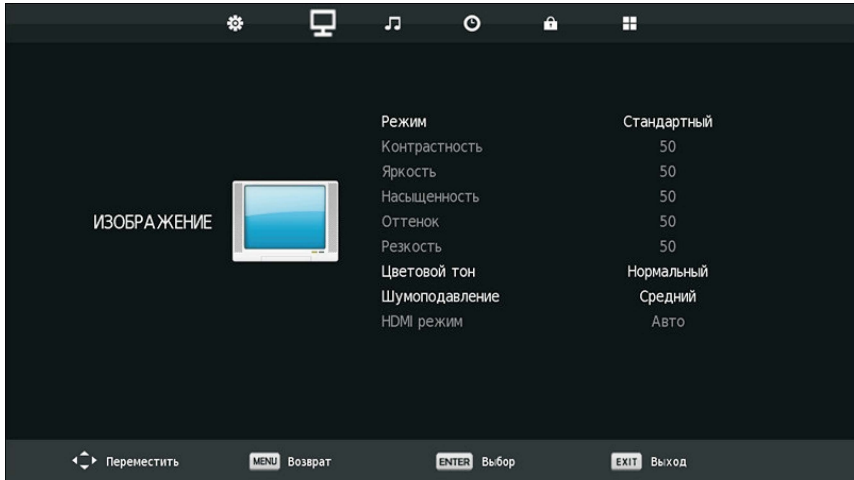 Режим Стандартный
Контрастность 50
Яркость 50
Насыщенность 50
ИЗОБРАЖЕНИЕ
Оттенок 50
Резкость 50
Цветовой тон Нормальный
Шумоподавление Средний
HDMI режим Авто
Переместить MENU Возврат ENTER Выбор EXIT Выход